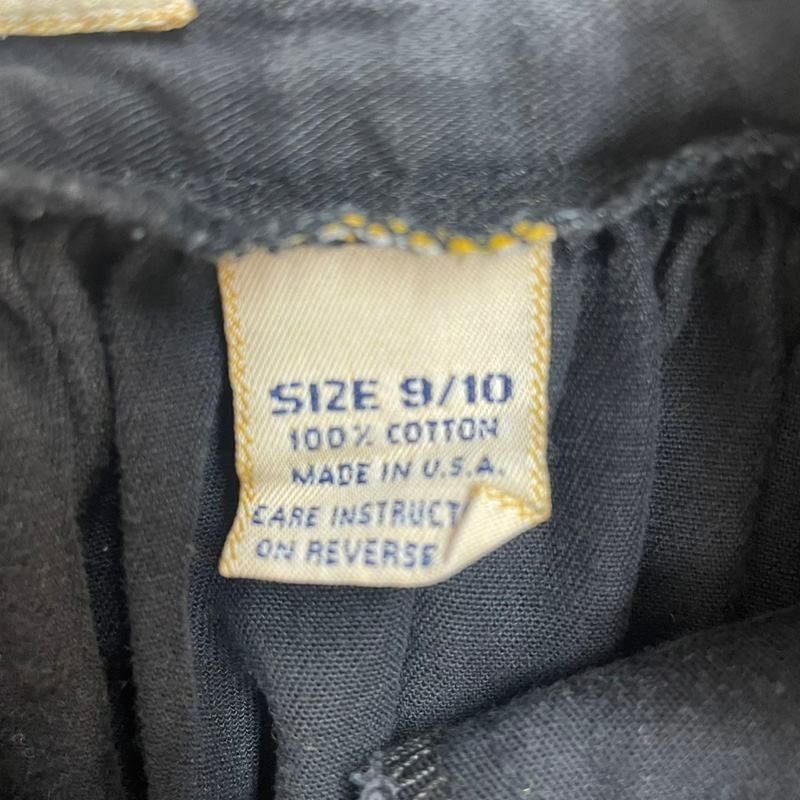 SIZE 9/10
100% COTTON
MADE IN U.S.A.
CARE INSTRUCT
ON REVERSE